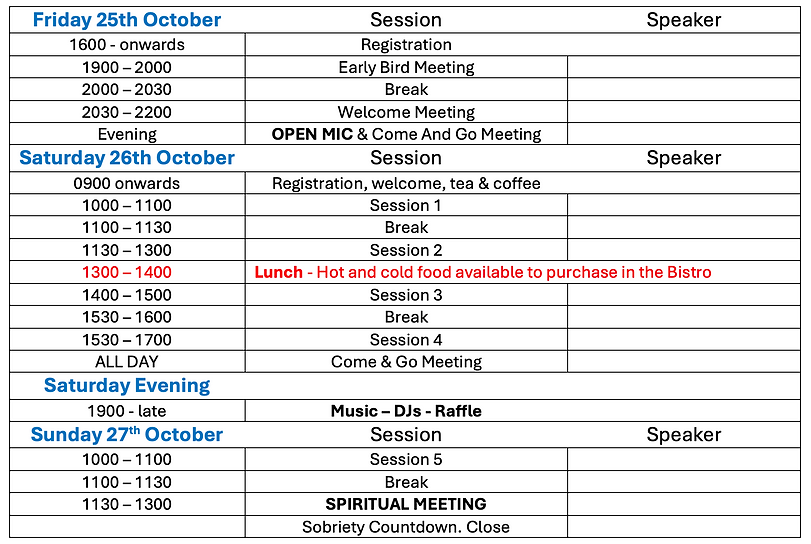 Friday 25th October Session Speaker
1600 - onwards Registration
1900 – 2000 Early Bird Meeting
2000 – 2030 Break
2030 – 2200 Welcome Meeting
Evening OPEN MIC & Come And Go Meeting
Saturday 26th October Session Speaker
0900 onwards Registration, welcome, tea & coffee
1000 – 1100 Session 1
1100 – 1130 Break
1130 – 1300 Session 2
1300 – 1400 Lunch - Hot and cold food available to purchase in the Bistro
1400 – 1500 Session 3
1530 – 1600 Break
1530 – 1700 Session 4
ALL DAY Come & Go Meeting
Saturday Evening
1900 - late Music – DJs - Raffle
Sunday 27th October Session Speaker
1000 – 1100 Session 5
1100 – 1130 Break
1130 – 1300 SPIRITUAL MEETING
Sobriety Countdown. Close